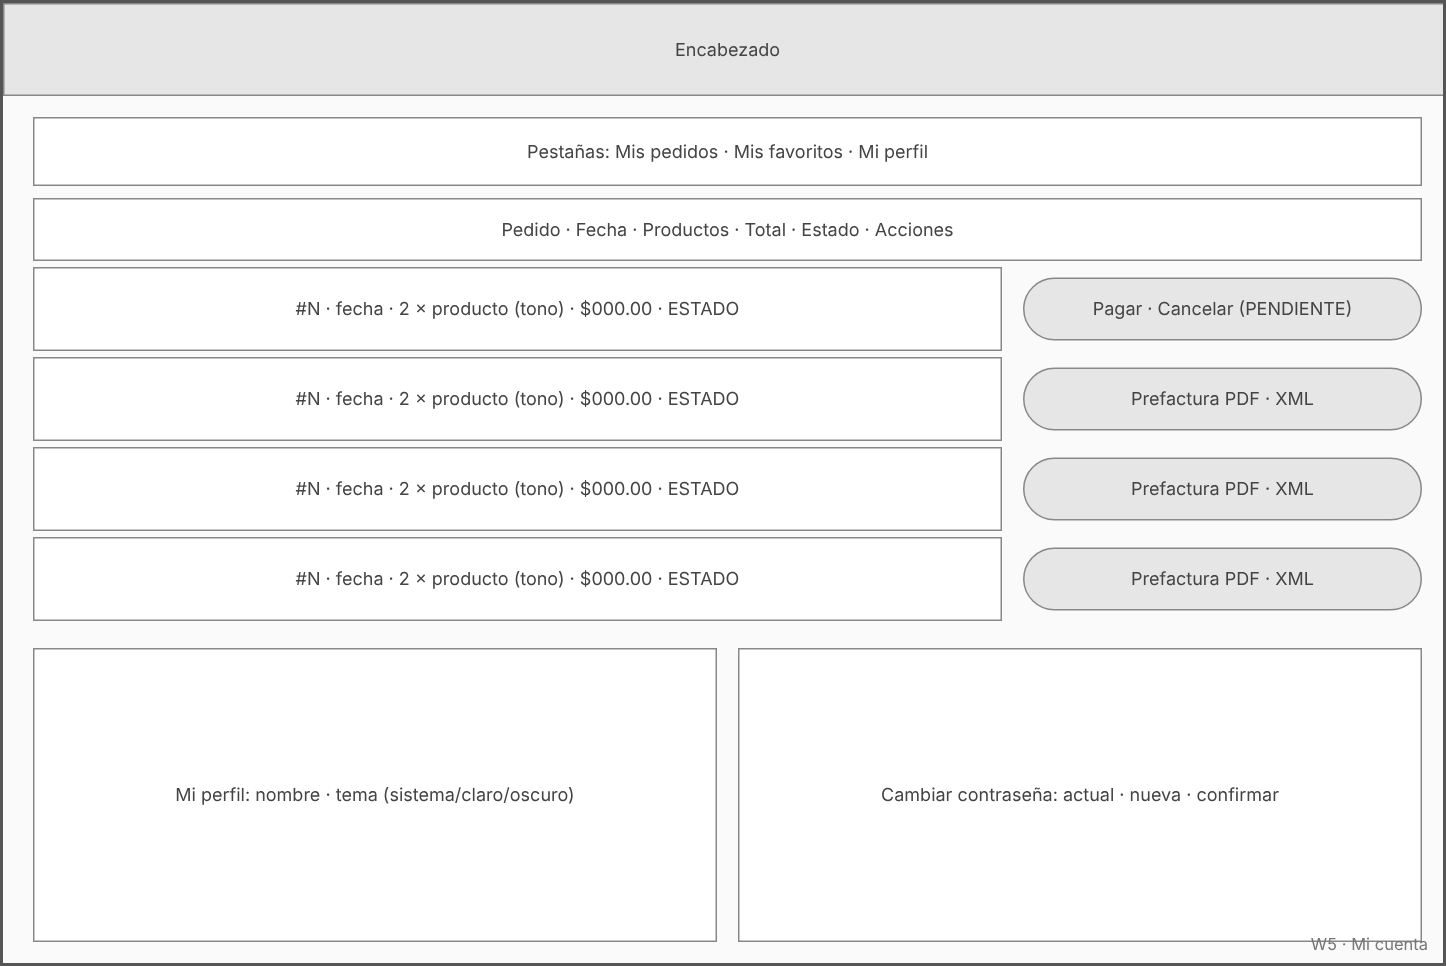 Encabezado
Pestañas: Mis pedidos · Mis favoritos · Mi perfil
Pedido · Fecha · Productos · Total · Estado · Acciones
#N · fecha · 2 × producto (tono) · $000.00 · ESTADO
Pagar · Cancelar (PENDIENTE)
#N · fecha · 2 × producto (tono) · $000.00 · ESTADO
Prefactura PDF · XML
#N · fecha · 2 × producto (tono) · $000.00 · ESTADO
Prefactura PDF · XML
#N · fecha · 2 × producto (tono) · $000.00 · ESTADO
Prefactura PDF · XML
Mi perfil: nombre · tema (sistema/claro/oscuro)
Cambiar contraseña: actual · nueva · confirmar
W5 · Mi cuenta